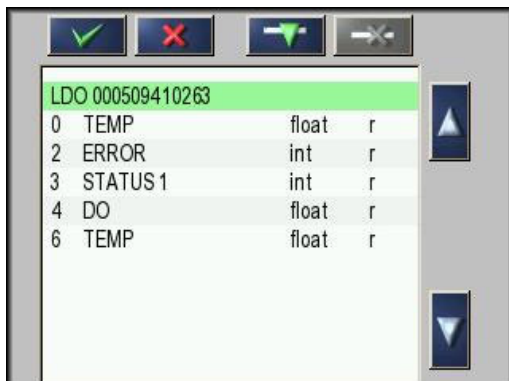 LDO 000509410263
0 TEMP float r
2 ERROR int r
3 STATUS 1 int r
4 DO float r
6 TEMP float r